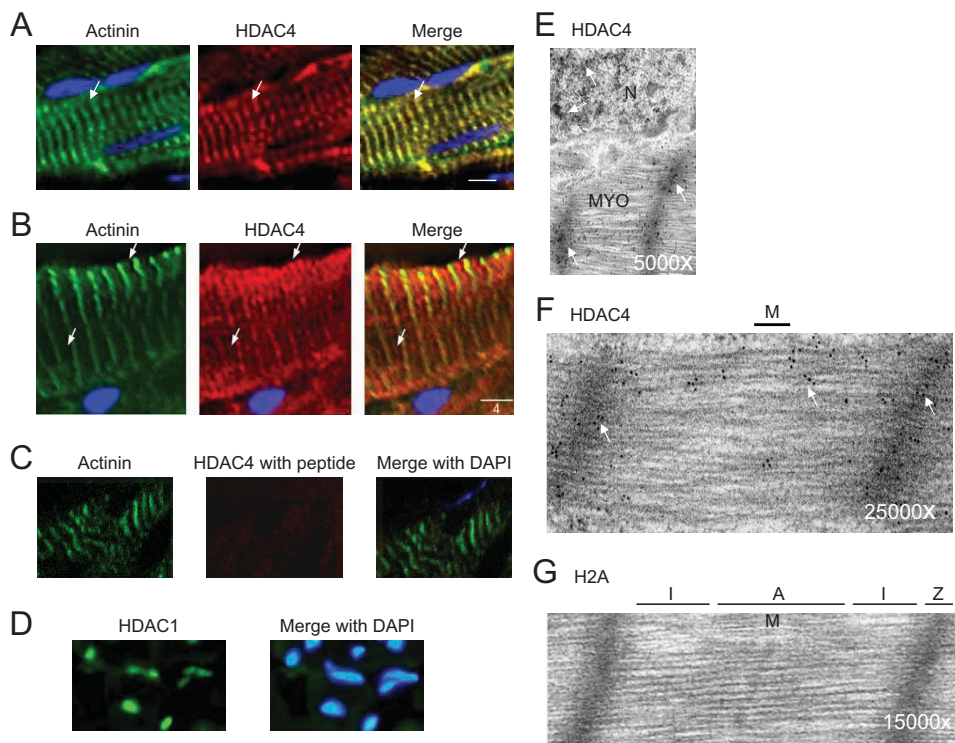 A
Actinin
HDAC4
Merge
B
Actinin
HDAC4
Merge
4
C
Actinin
HDAC4 with peptide
Merge with DAPI
D
HDAC1
Merge with DAPI
E
HDAC4
N
MYO
5000X
F
HDAC4
M
25000X
G
H2A
I
A
I
Z
M
15000x